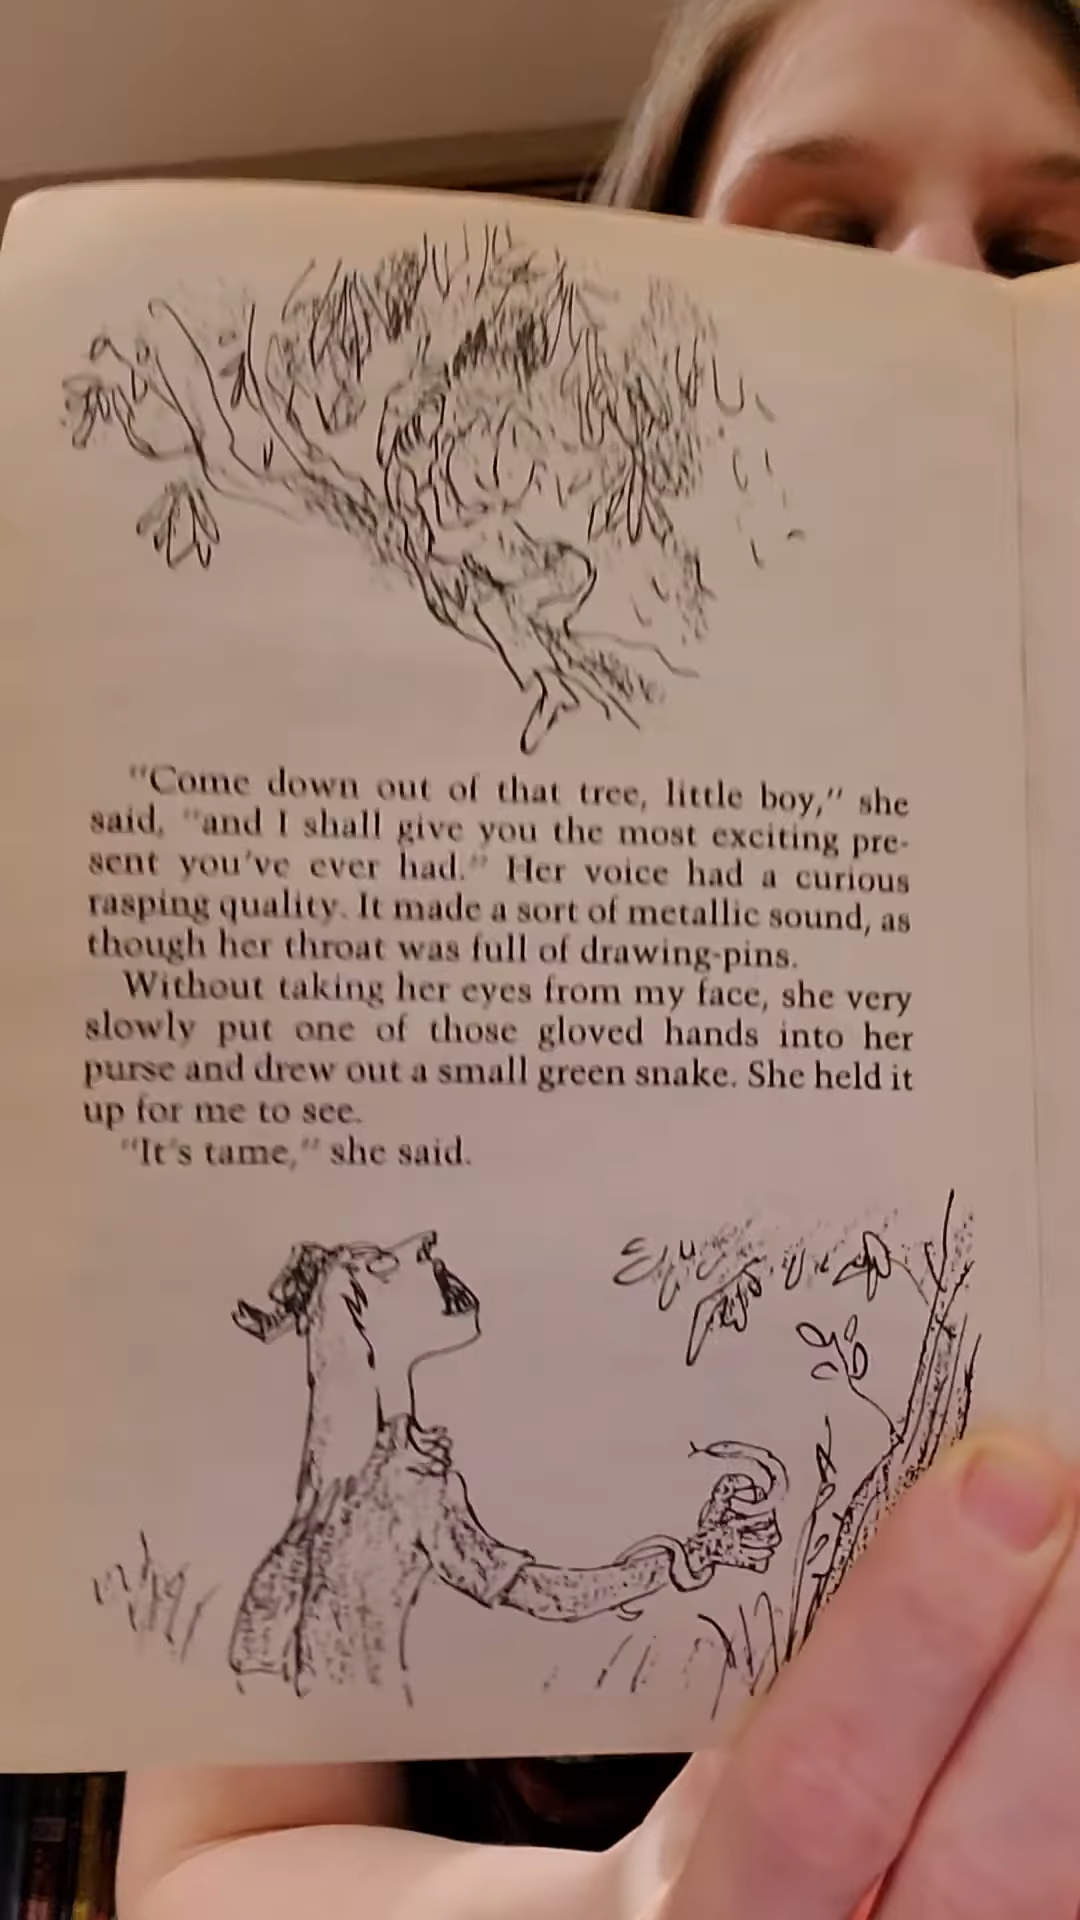 "Come down out of that tree, little boy," she
said, "and I shall give you the most exciting pre-
sent you've ever had." Her voice had a curious
rasping quality. It made a sort of metallic sound, as
though her throat was full of drawing-pins.
Without taking her eyes from my face, she very
slowly put one of those gloved hands into her
purse and drew out a small green snake. She held it
up for me to see.
"It's tame," she said.